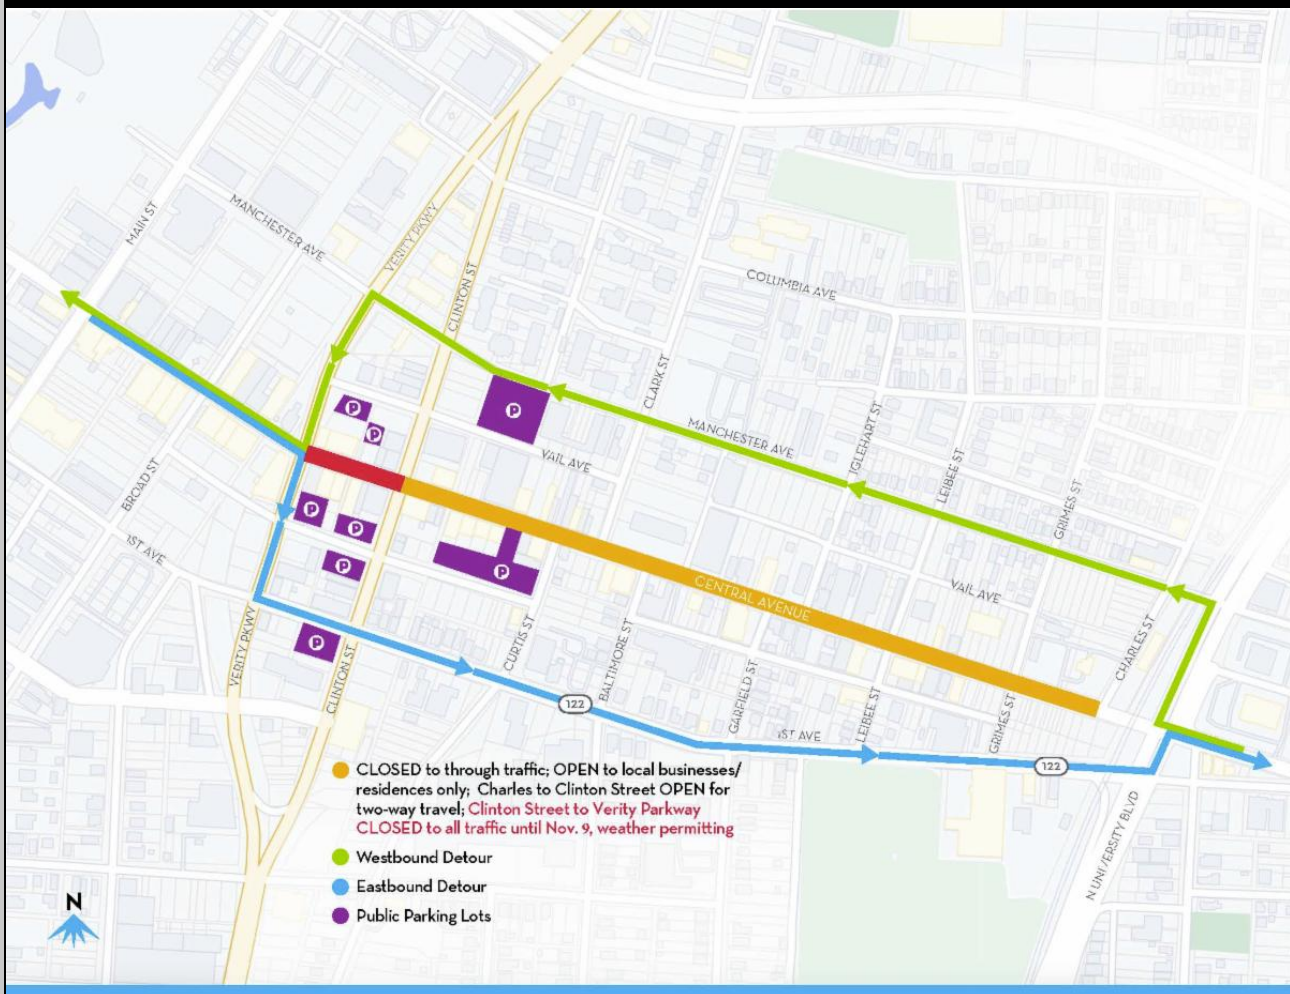 MAIN ST
MANCHESTER AVE
VERITY PKWY
CLINTON ST
COLUMBIA AVE
CLARK ST
MANCHESTER AVE
IGLEHART ST
LEIBEE ST
GRIMES ST
P
P
P
VAIL AVE
BROAD ST
1ST AVE
P
P
P
P
P
CENTRAL AVENUE
VAIL AVE
CHARLES ST
VERITY PKWY
CLINTON ST
CURTIS ST
BALTIMORE ST
GARFIELD ST
LEIBEE ST
GRIMES ST
122
1ST AVE
122
N UNIVERSITY BLVD
CLOSED to through traffic; OPEN to local businesses/
residences only; Charles to Clinton Street OPEN for
two-way travel; Clinton Street to Verity Parkway
CLOSED to all traffic until Nov. 9, weather permitting
Westbound Detour
Eastbound Detour
Public Parking Lots
N